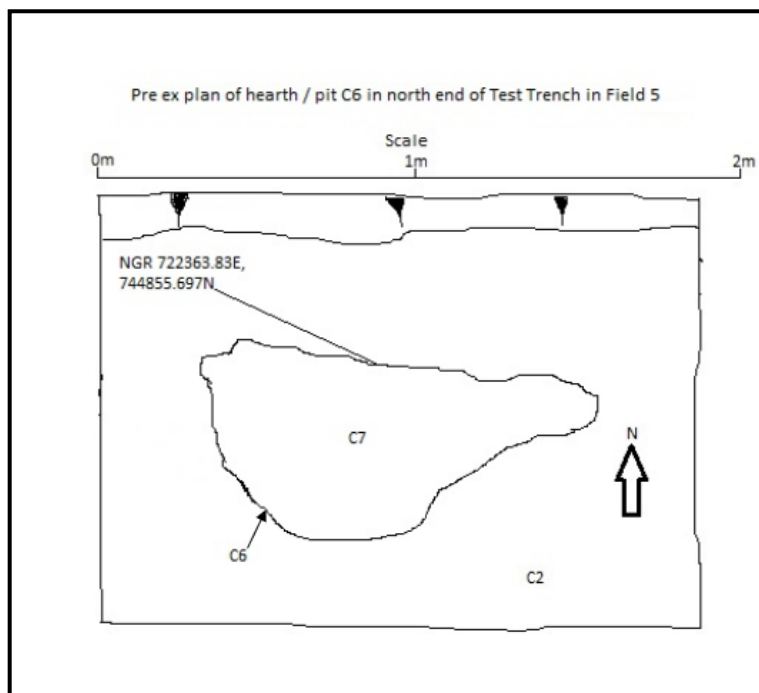 Pre ex plan of hearth / pit C6 in north end of Test Trench in Field 5
Scale
0m 1m 2m
NGR 722363.83E,
744855.697N
C7
N
C6
C2